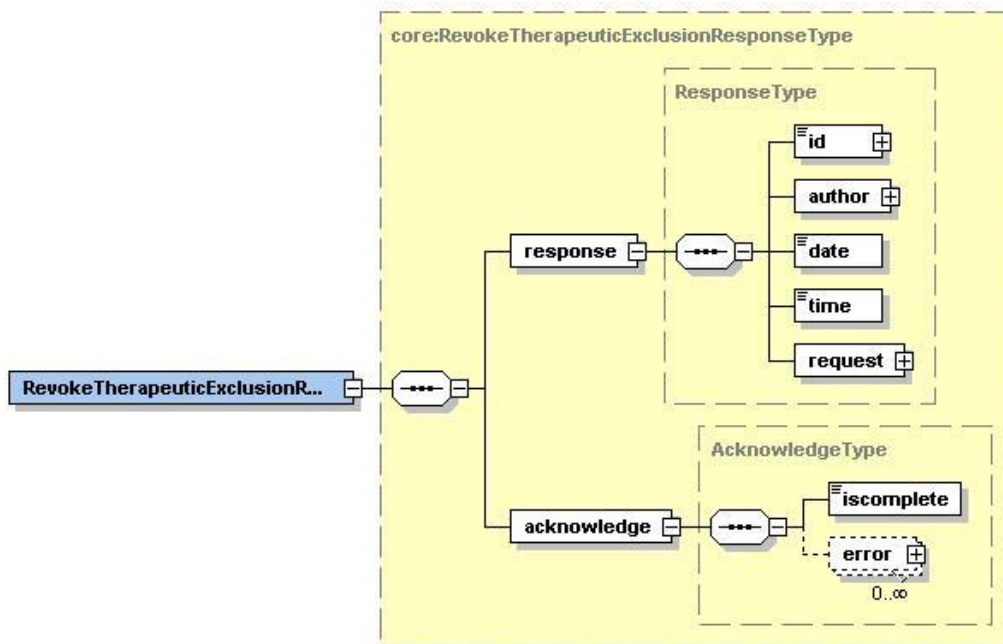 core:RevokeTherapeuticExclusionResponseType
ResponseType
id
author
date
response
time
request
RevokeTherapeuticExclusionR...
AcknowledgeType
iscomplete
acknowledge
error
0..∞